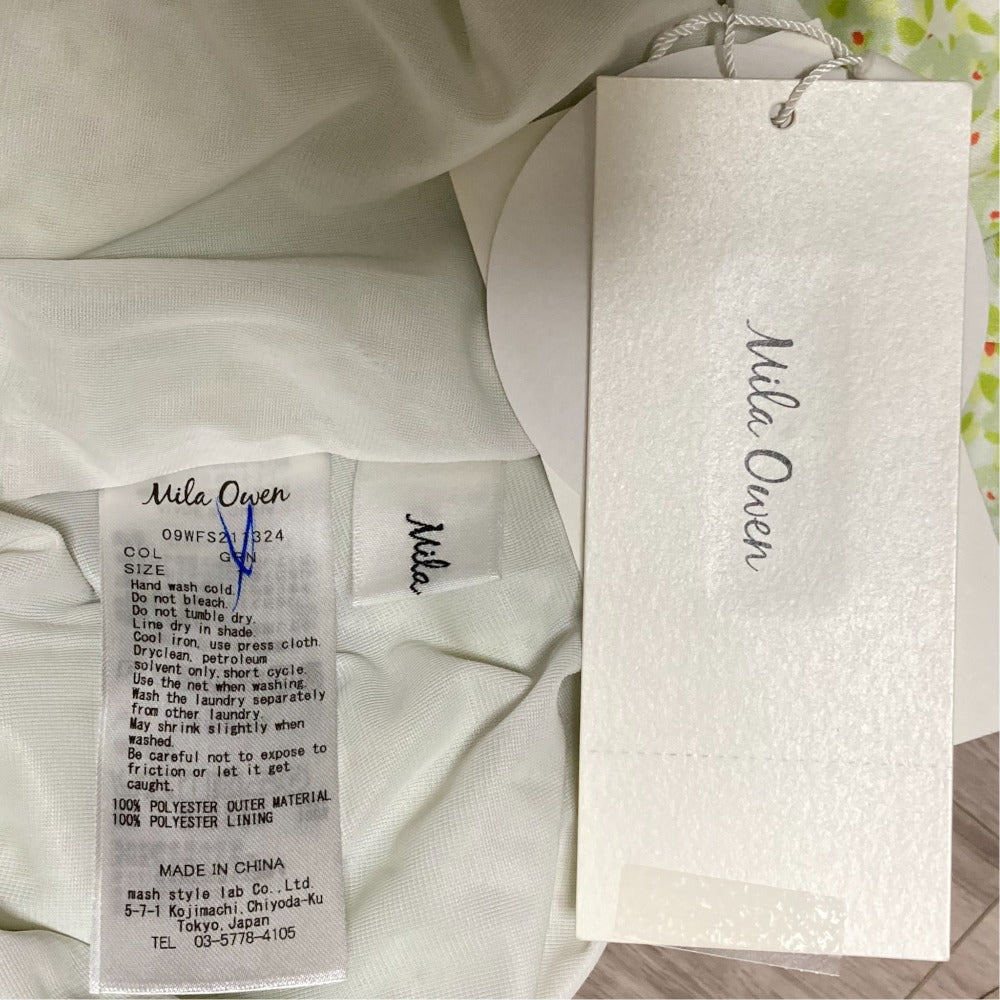 Mila Owen
COL GRN
SIZE
Hand wash cold.
Do not bleach.
Do not tumble dry.
Line dry in shade.
Cool iron, use press cloth.
Dryclean, petroleum
solvent only, short cycle.
Use the net when washing.
Wash the laundry separately
from other laundry.
May shrink slightly when
washed.
Be careful not to expose to
friction or let it get
caught.
100% POLYESTER OUTER MATERIAL
100% POLYESTER LINING
MADE IN CHINA
mash style lab Co., Ltd.
5-7-1 Kojimachi, Chiyoda-Ku
Tokyo, Japan
TEL 03-5778-4105
Mila
Mila Owen